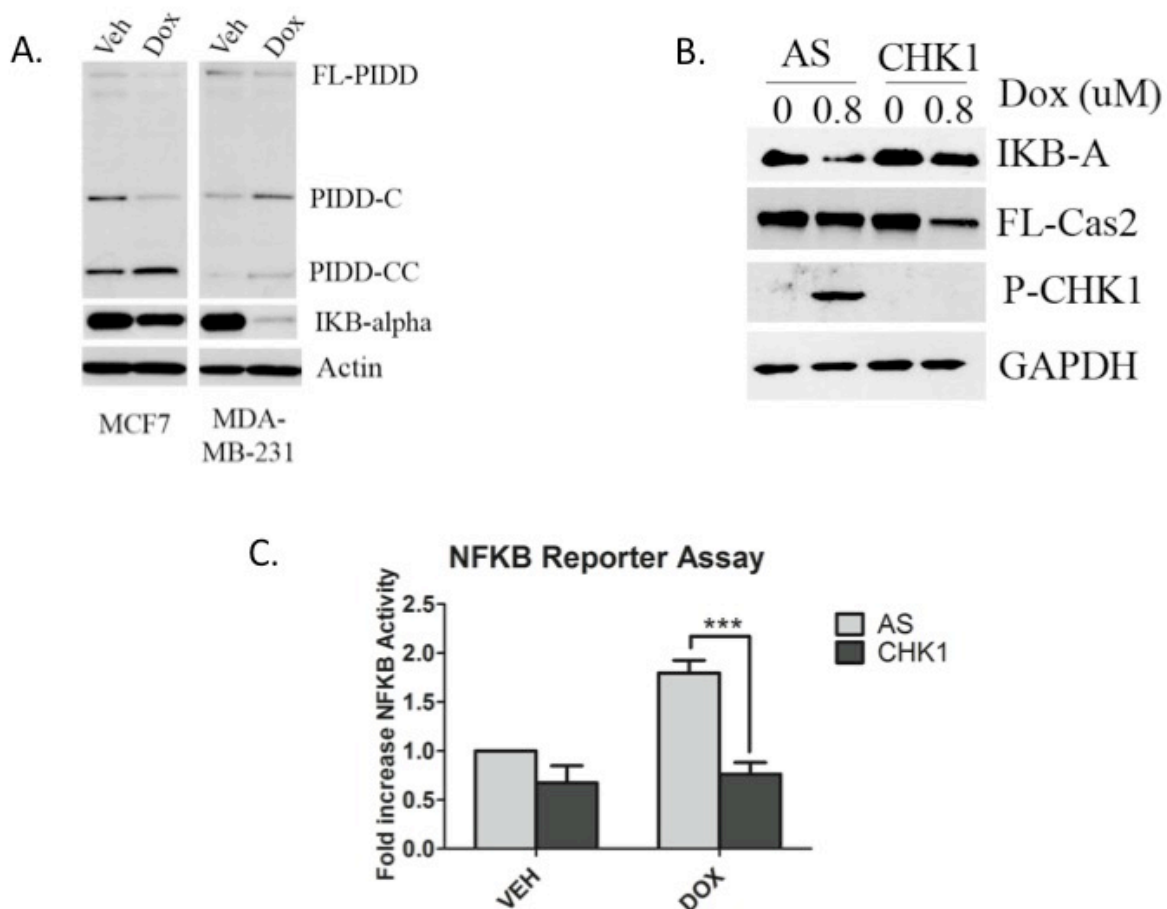 A.
Veh Dox Veh Dox
FL-PIDD
PIDD-C
PIDD-CC
IKB-alpha
Actin
MCF7 MDA-
MB-231
B.
AS CHK1
0 0.8 0 0.8 Dox (uM)
IKB-A
FL-Cas2
P-CHK1
GAPDH
C.
NFKB Reporter Assay
Fold increase NFKB Activity
2.5
2.0
1.5
1.0
0.5
0.0
***
AS
CHK1
VEH DOX